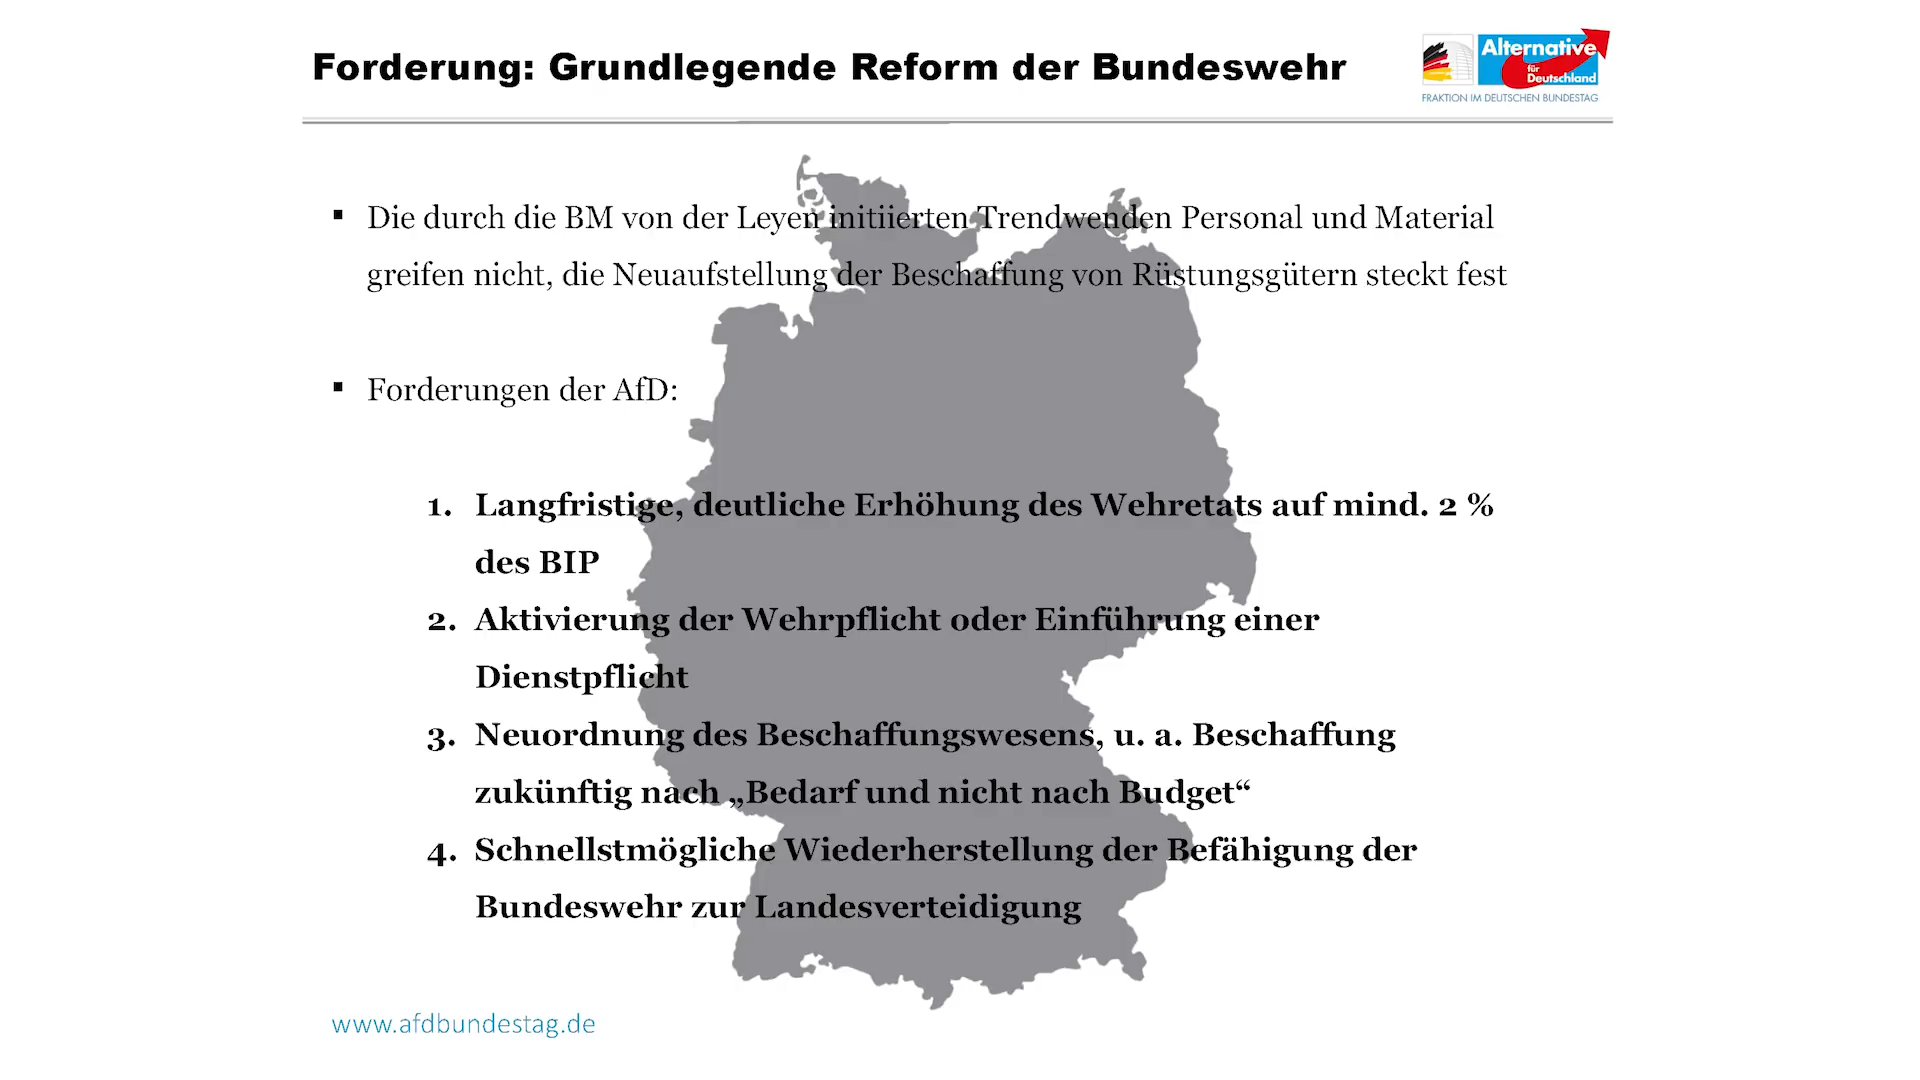 Forderung: Grundlegende Reform der Bundeswehr
Alternative
für
Deutschland
FRAKTION IM DEUTSCHEN BUNDESTAG
▪ Die durch die BM von der Leyen initiierten Trendwenden Personal und Material
greifen nicht, die Neuaufstellung der Beschaffung von Rüstungsgütern steckt fest
▪ Forderungen der AfD:
1. Langfristige, deutliche Erhöhung des Wehretats auf mind. 2 %
des BIP
2. Aktivierung der Wehrpflicht oder Einführung einer
Dienstpflicht
3. Neuordnung des Beschaffungswesens, u. a. Beschaffung
zukünftig nach „Bedarf und nicht nach Budget“
4. Schnellstmögliche Wiederherstellung der Befähigung der
Bundeswehr zur Landesverteidigung
www.afdbundestag.de